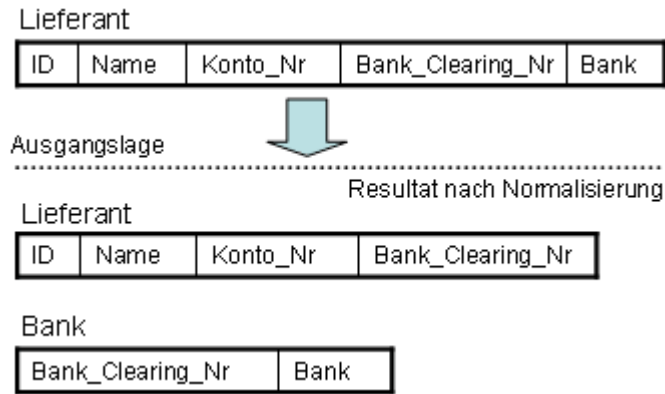 Lieferant
ID Name Konto_Nr Bank_Clearing_Nr Bank
Ausgangslage
Resultat nach Normalisierung
Lieferant
ID Name Konto_Nr Bank_Clearing_Nr
Bank
Bank_Clearing_Nr Bank